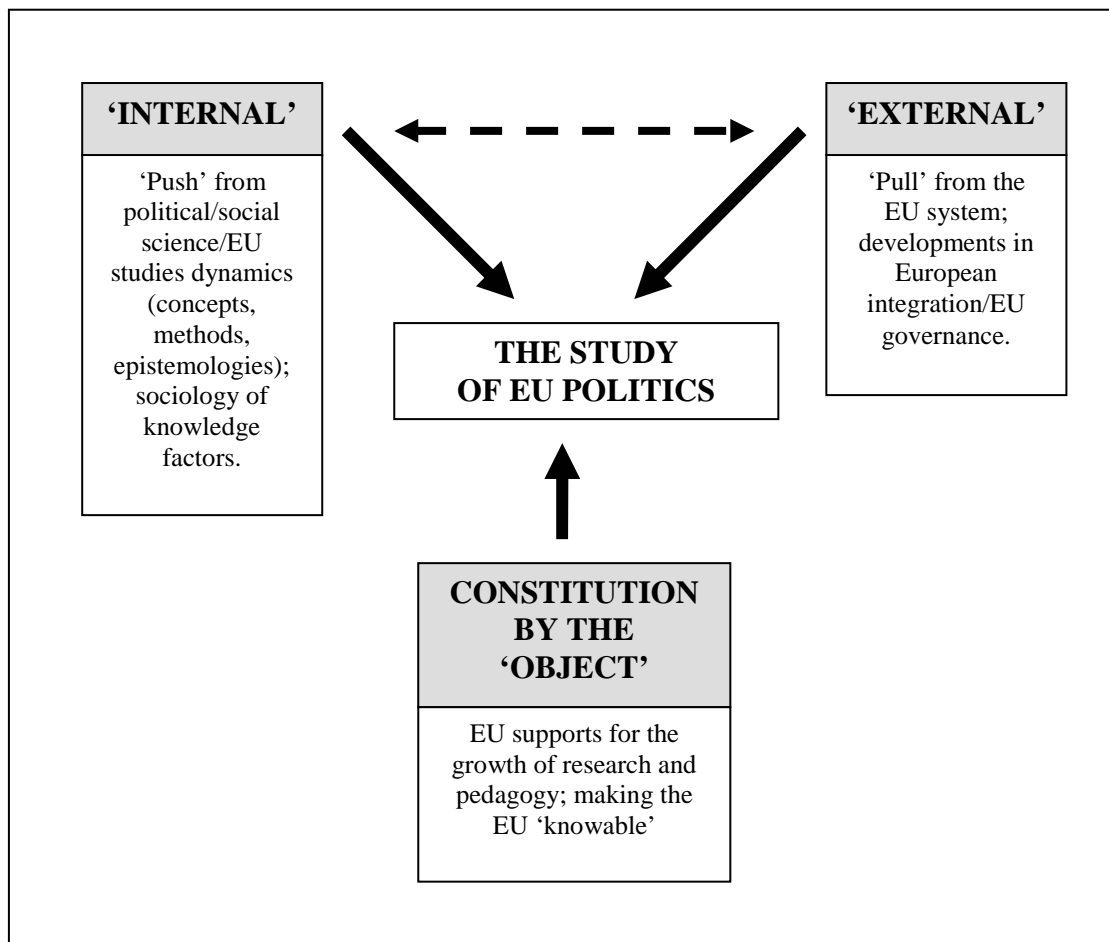 ‘INTERNAL’
‘Push’ from
political/social
science/EU
studies dynamics
(concepts,
methods,
epistemologies);
sociology of
knowledge
factors.
‘EXTERNAL’
‘Pull’ from the
EU system;
developments in
European
integration/EU
governance.
THE STUDY
OF EU POLITICS
CONSTITUTION
BY THE
‘OBJECT’
EU supports for the
growth of research and
pedagogy; making the
EU ‘knowable’